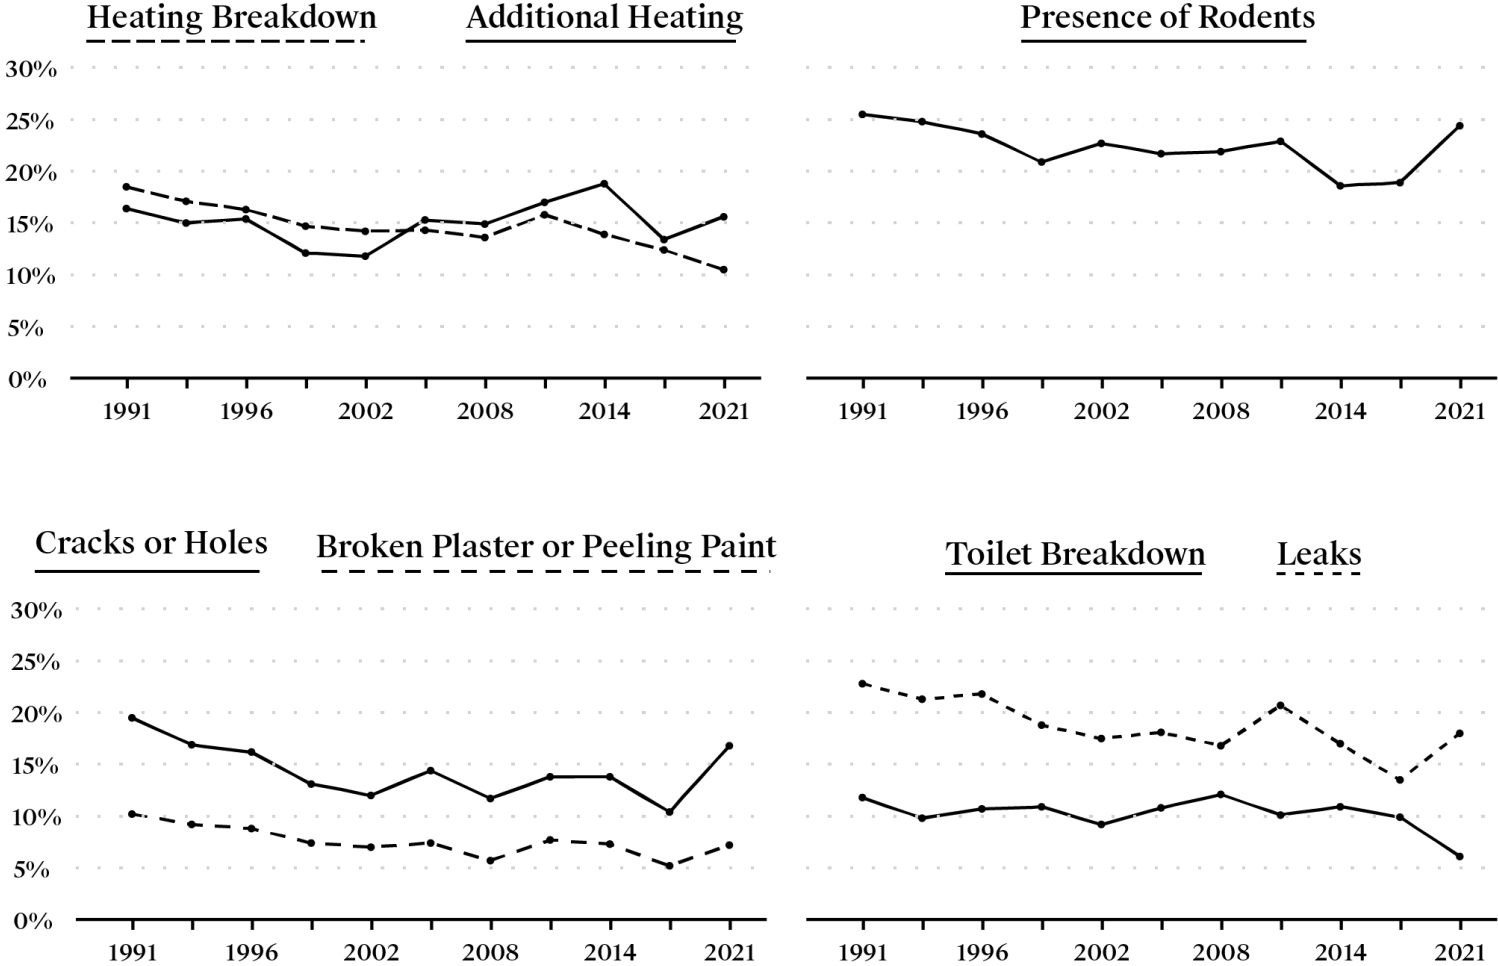 Heating Breakdown Additional Heating
30%
25%
20%
15%
10%
5%
0%
1991 1996 2002 2008 2014 2021
Presence of Rodents
1991 1996 2002 2008 2014 2021
Cracks or Holes Broken Plaster or Peeling Paint
30%
25%
20%
15%
10%
5%
0%
1991 1996 2002 2008 2014 2021
Toilet Breakdown Leaks
1991 1996 2002 2008 2014 2021